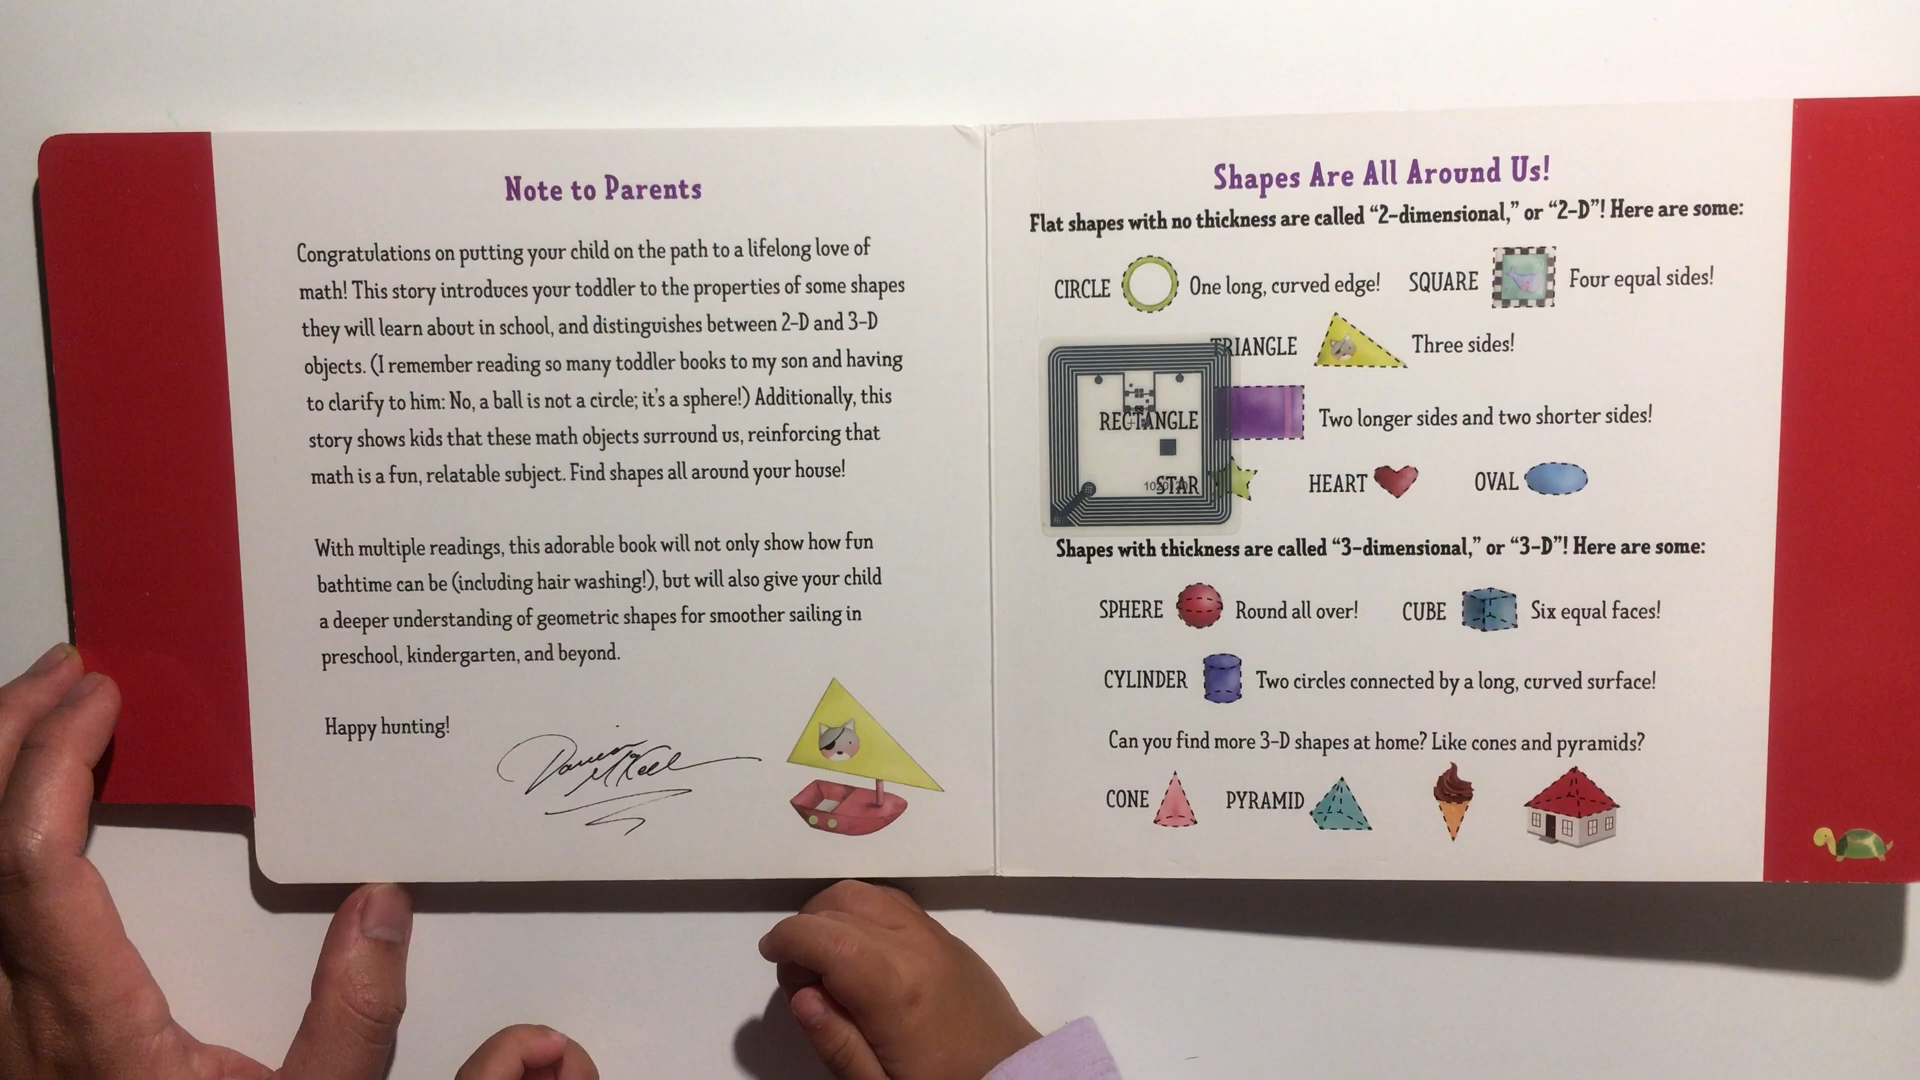 Note to Parents
Congratulations on putting your child on the path to a lifelong love of
math! This story introduces your toddler to the properties of some shapes
they will learn about in school, and distinguishes between 2-D and 3-D
objects. (I remember reading so many toddler books to my son and having
to clarify to him: No, a ball is not a circle; it's a sphere!) Additionally, this
story shows kids that these math objects surround us, reinforcing that
math is a fun, relatable subject. Find shapes all around your house!
With multiple readings, this adorable book will not only show how fun
bathtime can be (including hair washing!), but will also give your child
a deeper understanding of geometric shapes for smoother sailing in
preschool, kindergarten, and beyond.
Happy hunting!
Shapes Are All Around Us!
Flat shapes with no thickness are called “2-dimensional,” or “2-D”! Here are some:
CIRCLE One long, curved edge! SQUARE Four equal sides!
TRIANGLE Three sides!
RECTANGLE Two longer sides and two shorter sides!
STAR HEART OVAL
Shapes with thickness are called “3-dimensional,” or “3-D”! Here are some:
SPHERE Round all over! CUBE Six equal faces!
CYLINDER Two circles connected by a long, curved surface!
Can you find more 3-D shapes at home? Like cones and pyramids?
CONE PYRAMID